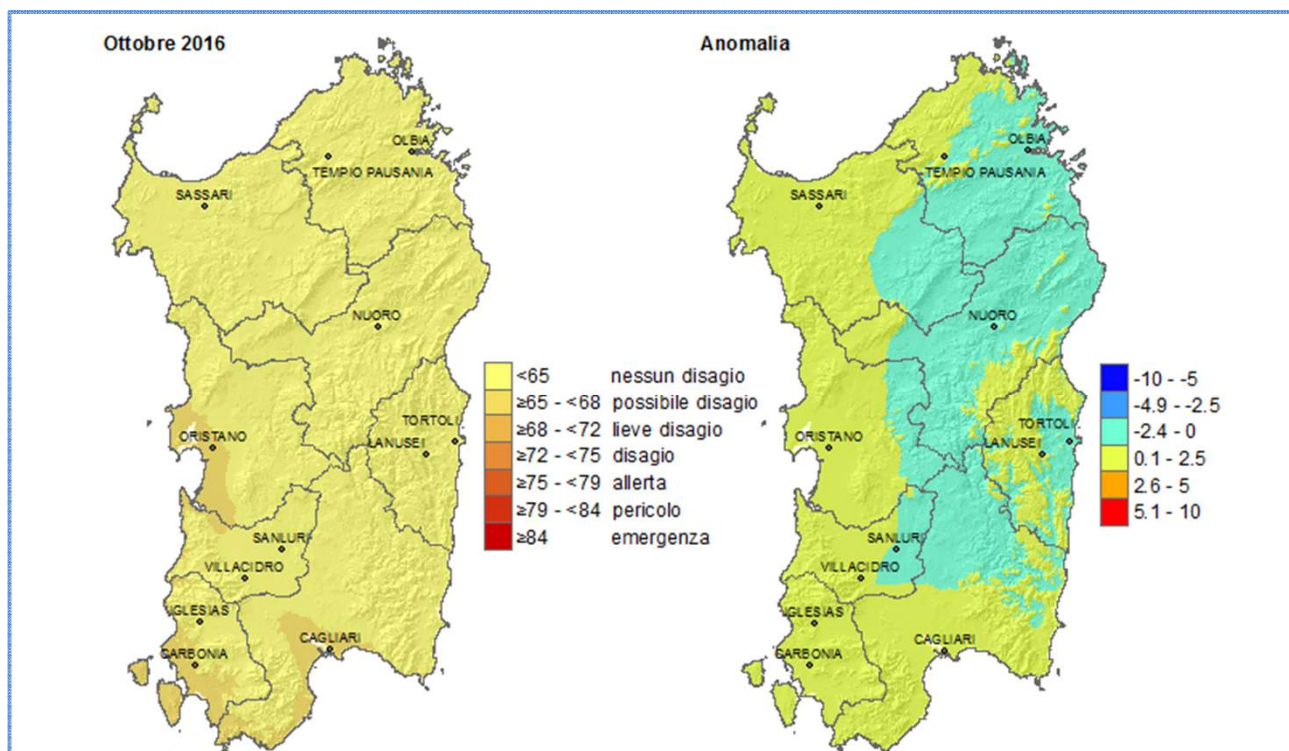 Ottobre 2016
OLBIA
TEMPIO PAUSANIA
SASSARI
NUORO
TORTOLI
ORISTANO
LANUSEI
SANLURI
VILLACIDRO
IGLESIAS
CAGLIARI
CARBONIA
<65 nessun disagio
≥65 - <68 possibile disagio
≥68 - <72 lieve disagio
≥72 - <75 disagio
≥75 - <79 allerta
≥79 - <84 pericolo
≥84 emergenza
Anomalia
OLBIA
TEMPIO PAUSANIA
SASSARI
NUORO
TORTOLI
ORISTANO
LANUSEI
SANLURI
VILLACIDRO
IGLESIAS
CAGLIARI
CARBONIA
-10 - -5
-4.9 - -2.5
-2.4 - 0
0.1 - 2.5
2.6 - 5
5.1 - 10